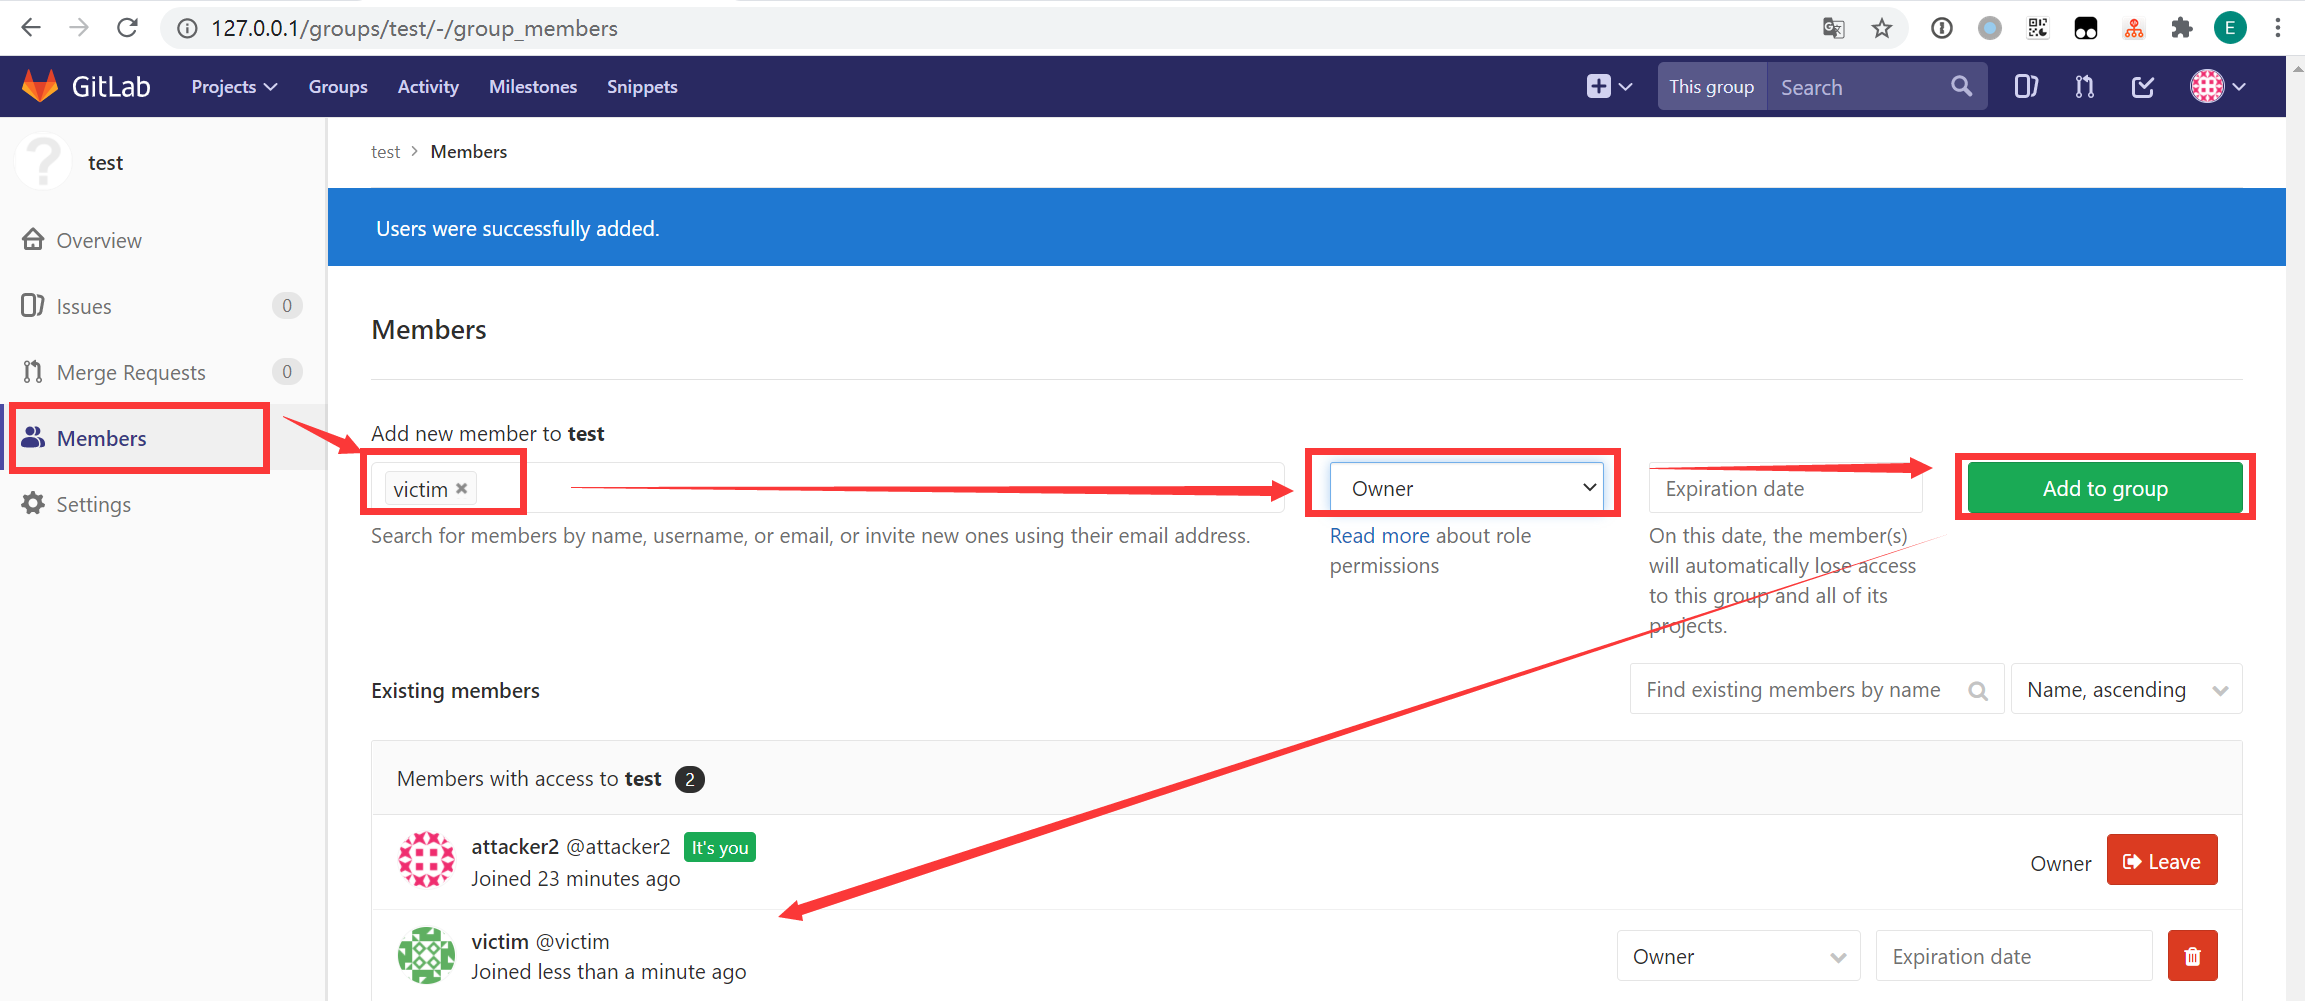 127.0.0.1/groups/test/-/group_members
E
GitLab
Projects
Groups
Activity
Milestones
Snippets
This group
Search
test
Overview
Issues 0
Merge Requests 0
Members
Settings
test > Members
Users were successfully added.
Members
Add new member to test
victim ×
Owner
Expiration date
Add to group
Search for members by name, username, or email, or invite new ones using their email address.
Read more about role
permissions
On this date, the member(s)
will automatically lose access
to this group and all of its
projects.
Existing members
Find existing members by name
Name, ascending
Members with access to test 2
attacker2 @attacker2 It's you
Joined 23 minutes ago
Owner
Leave
victim @victim
Joined less than a minute ago
Owner
Expiration date